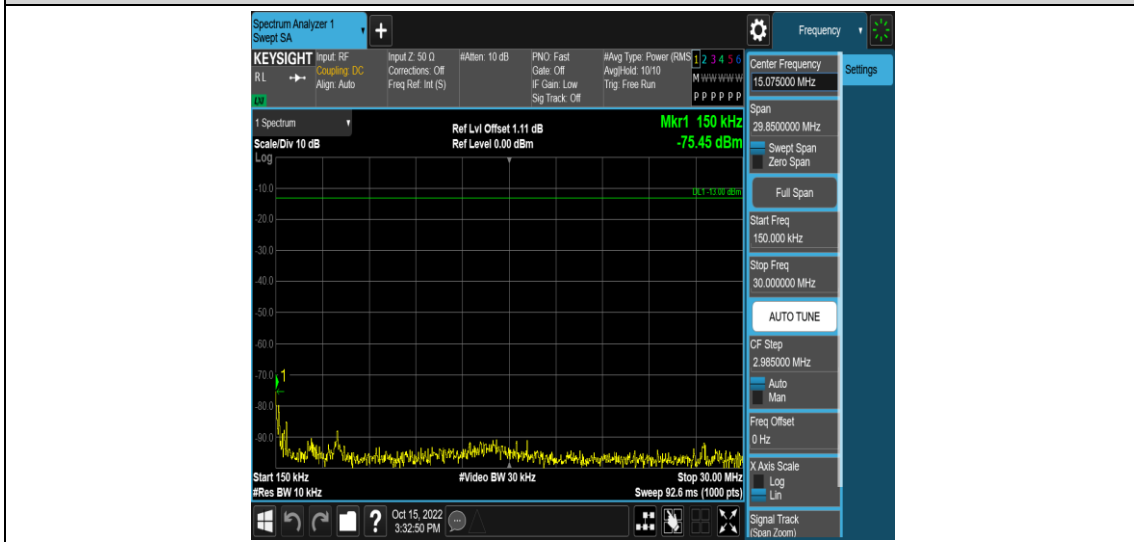 Spectrum Analyzer 1
Swept SA
Frequency
KEYSIGHT
RL
Input: RF
Coupling: DC
Align: Auto
Input Z: 50 Ω
Corrections: Off
Freq Ref: Int (S)
#Atten: 10 dB
PNO: Fast
Gate: Off
IF Gain: Low
Sig Track: Off
#Avg Type: Power (RMS
Avg|Hold: 10/10
Trig: Free Run
1 2 3 4 5 6
M W W W W W
P P P P P P
LXI
1 Spectrum
Scale/Div 10 dB
Log
Ref Lvl Offset 1.11 dB
Ref Level 0.00 dBm
Mkr1 150 kHz
-75.45 dBm
DL1 -13.00 dBm
-10.0
-20.0
-30.0
-40.0
-50.0
-60.0
-70.0
1
-80.0
-90.0
Start 150 kHz
#Res BW 10 kHz
#Video BW 30 kHz
Stop 30.00 MHz
Sweep 92.6 ms (1000 pts)
Oct 15, 2022
3:32:50 PM
Center Frequency
15.075000 MHz
Settings
Span
29.8500000 MHz
Swept Span
Zero Span
Full Span
Start Freq
150.000 kHz
Stop Freq
30.000000 MHz
AUTO TUNE
CF Step
2.985000 MHz
Auto
Man
Freq Offset
0 Hz
X Axis Scale
Log
Lin
Signal Track
(Span Zoom)